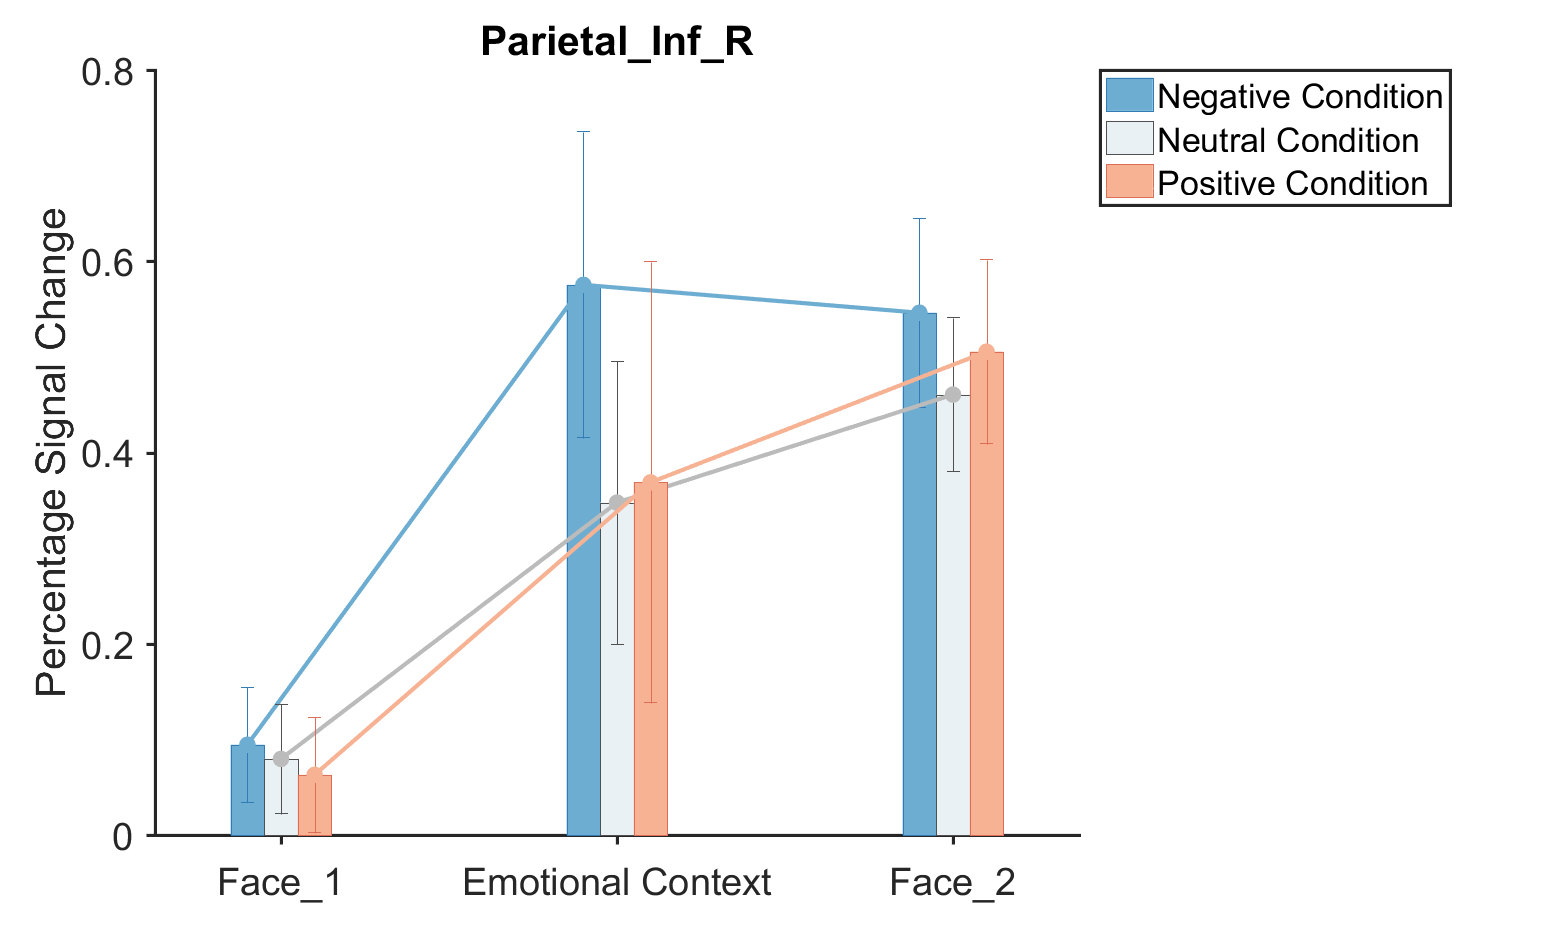 Parietal_Inf_R
Negative Condition
Neutral Condition
Positive Condition
Percentage Signal Change
0.8
0.6
0.4
0.2
0
Face_1
Emotional Context
Face_2